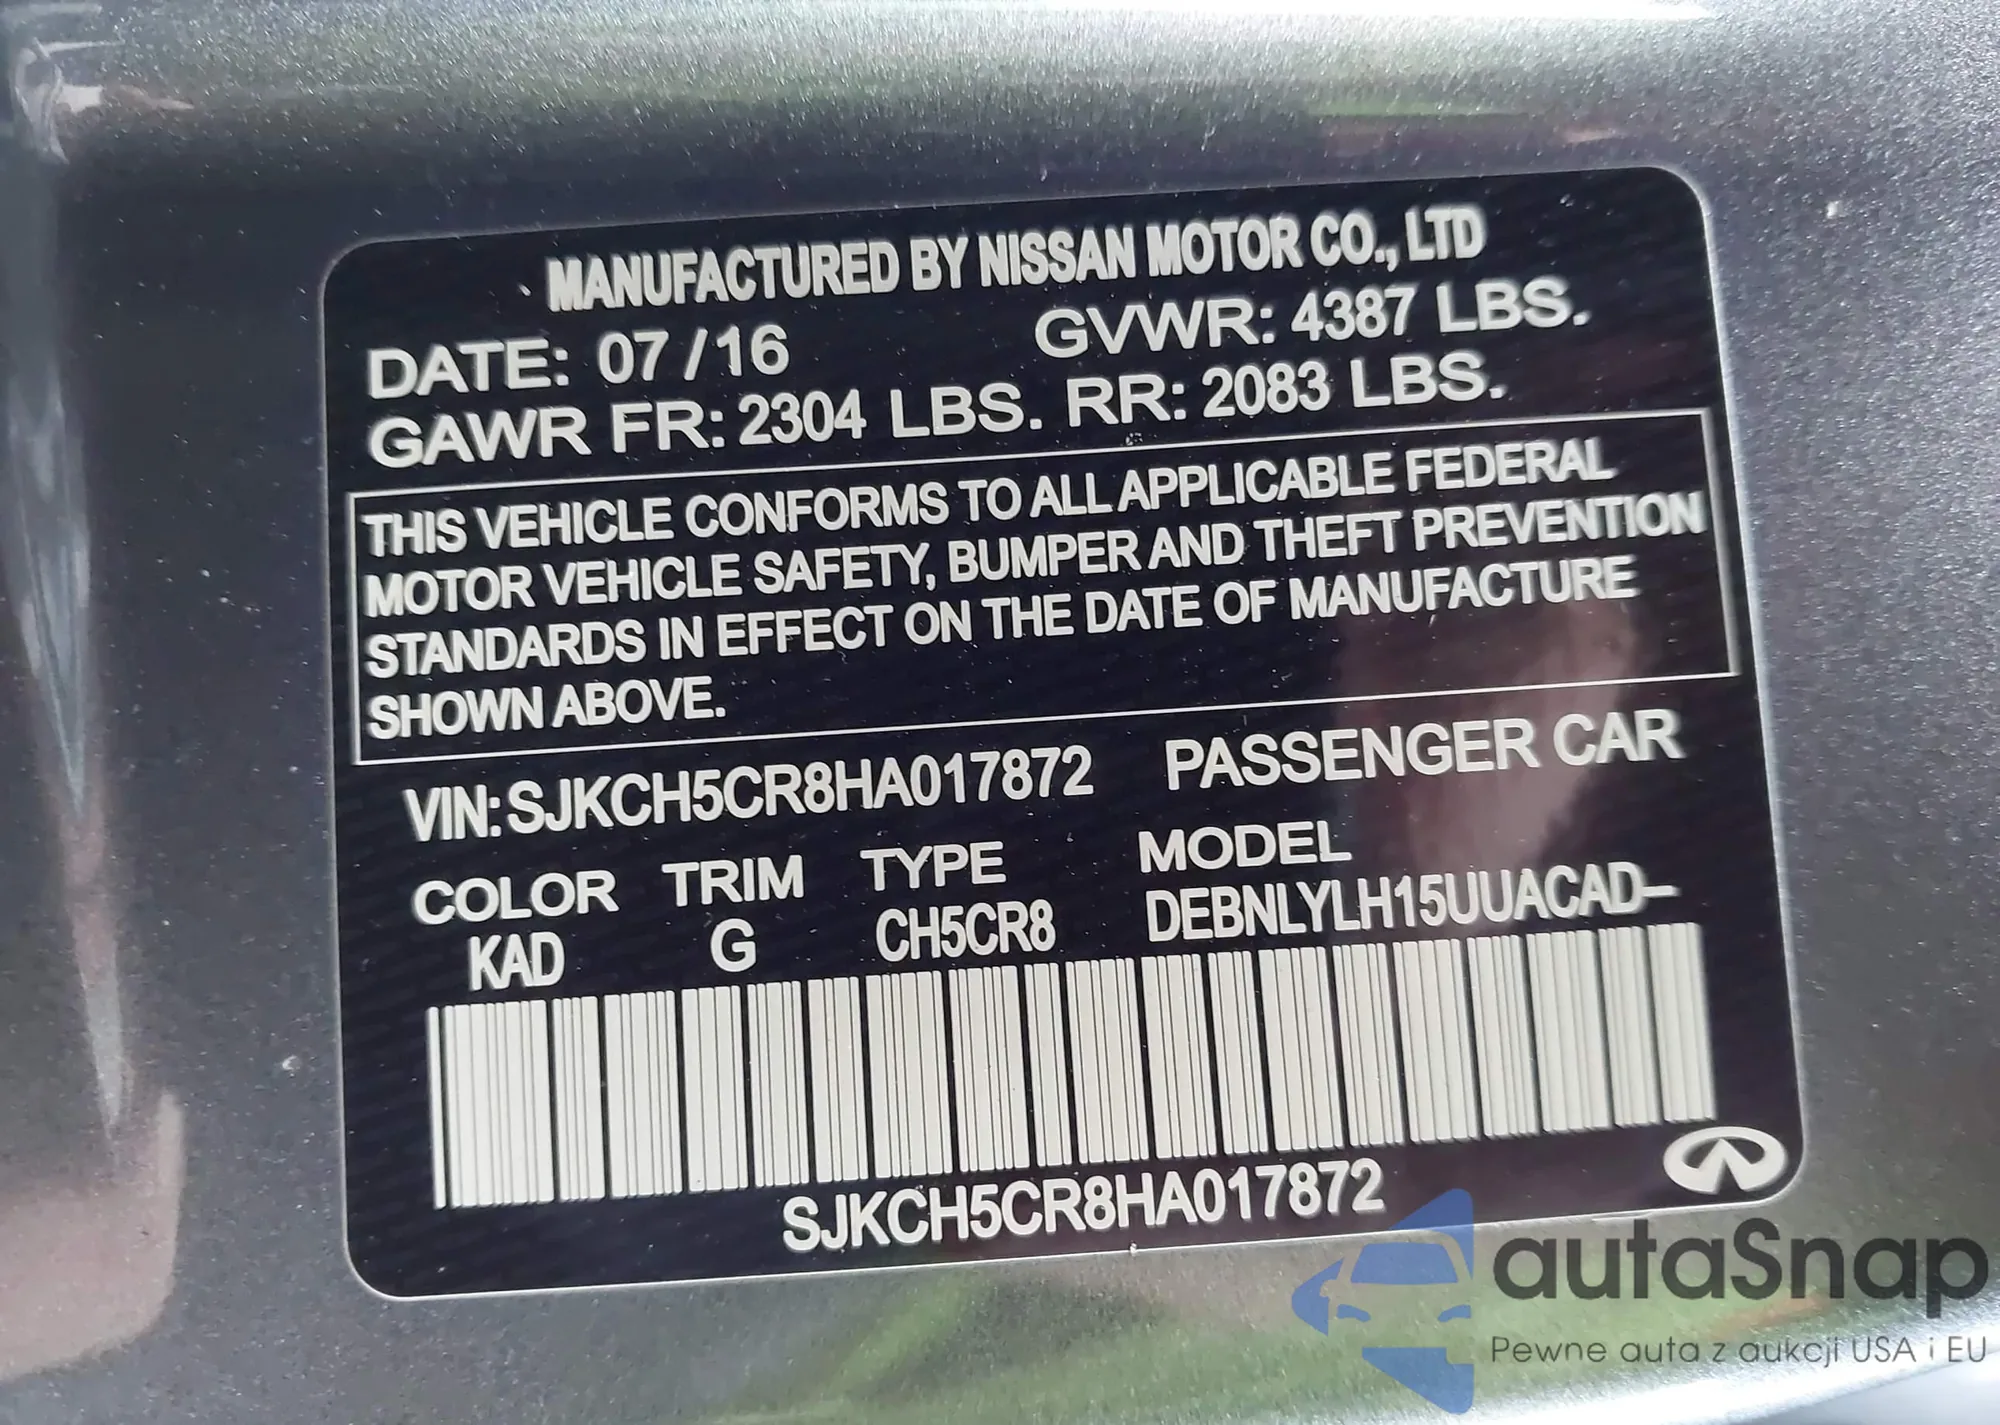 MANUFACTURED BY NISSAN MOTOR CO., LTD
DATE: 07 / 16 GVWR: 4387 LBS.
GAWR FR: 2304 LBS. RR: 2083 LBS.
THIS VEHICLE CONFORMS TO ALL APPLICABLE FEDERAL
MOTOR VEHICLE SAFETY, BUMPER AND THEFT PREVENTION
STANDARDS IN EFFECT ON THE DATE OF MANUFACTURE
SHOWN ABOVE.
VIN: SJKCH5CR8HA017872 PASSENGER CAR
COLOR TRIM TYPE MODEL
KAD G CH5CR8 DEBNLYLH15UUACAD–
SJKCH5CR8HA017872
autaSnap
Pewne auta z aukcji USA i EU